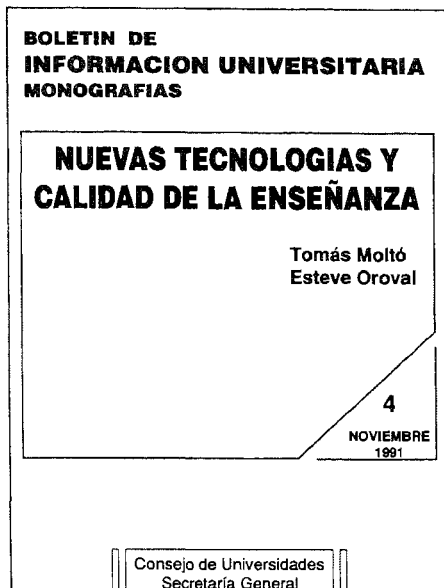 BOLETIN DE
INFORMACION UNIVERSITARIA
MONOGRAFIAS
NUEVAS TECNOLOGIAS Y
CALIDAD DE LA ENSEÑANZA
Tomás Moltó
Esteve Oroval
4
NOVIEMBRE
1991
Consejo de Universidades
Secretaría General